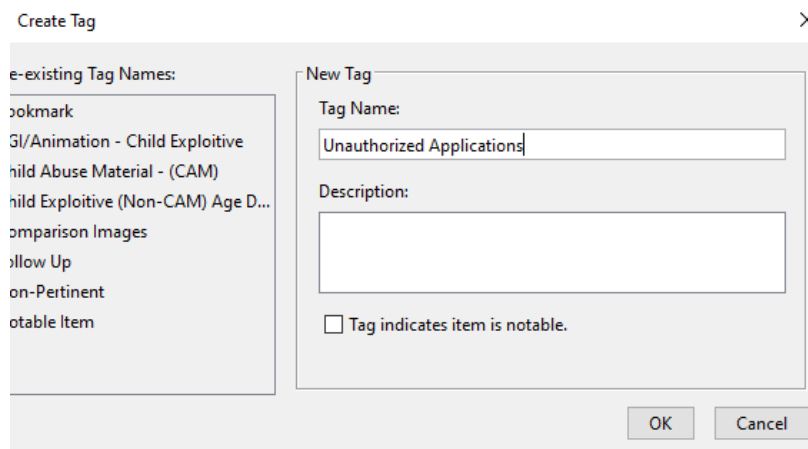 Create Tag
e-existing Tag Names:
ookmark
GI/Animation - Child Exploitive
hild Abuse Material - (CAM)
hild Exploitive (Non-CAM) Age D...
omparison Images
ollow Up
on-Pertinent
otable Item
New Tag
Tag Name:
Unauthorized Applications
Description:
Tag indicates item is notable.
OK
Cancel